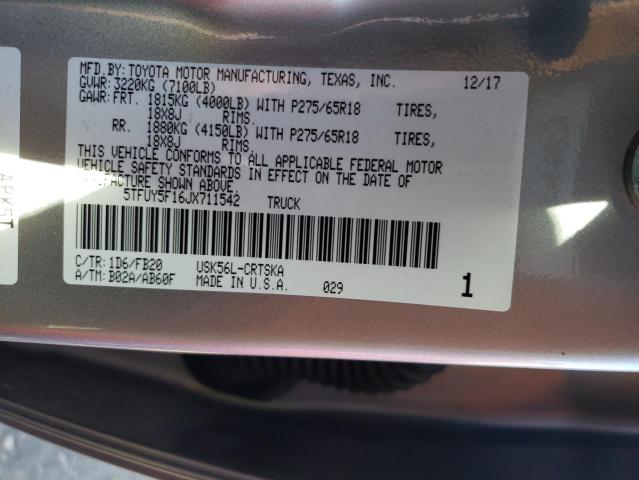 MFD.BY: TOYOTA MOTOR MANUFACTURING, TEXAS, INC. 12/17
GVWR: 3220KG (7100LB)
GAWR: FRT. 1815KG (4000LB) WITH P275/65R18 TIRES,
18X8J RIMS.
RR. 1880KG (4150LB) WITH P275/65R18 TIRES,
18X8J RIMS.
THIS VEHICLE CONFORMS TO ALL APPLICABLE FEDERAL MOTOR
VEHICLE SAFETY STANDARDS IN EFFECT ON THE DATE OF
MANUFACTURE SHOWN ABOVE.
5TFUY5F16JX711542 TRUCK
C/TR: 1D6/FB20 USK56L-CRTSKA
A/TM: B02A/AB60F MADE IN U.S.A. 029 1
APK5T